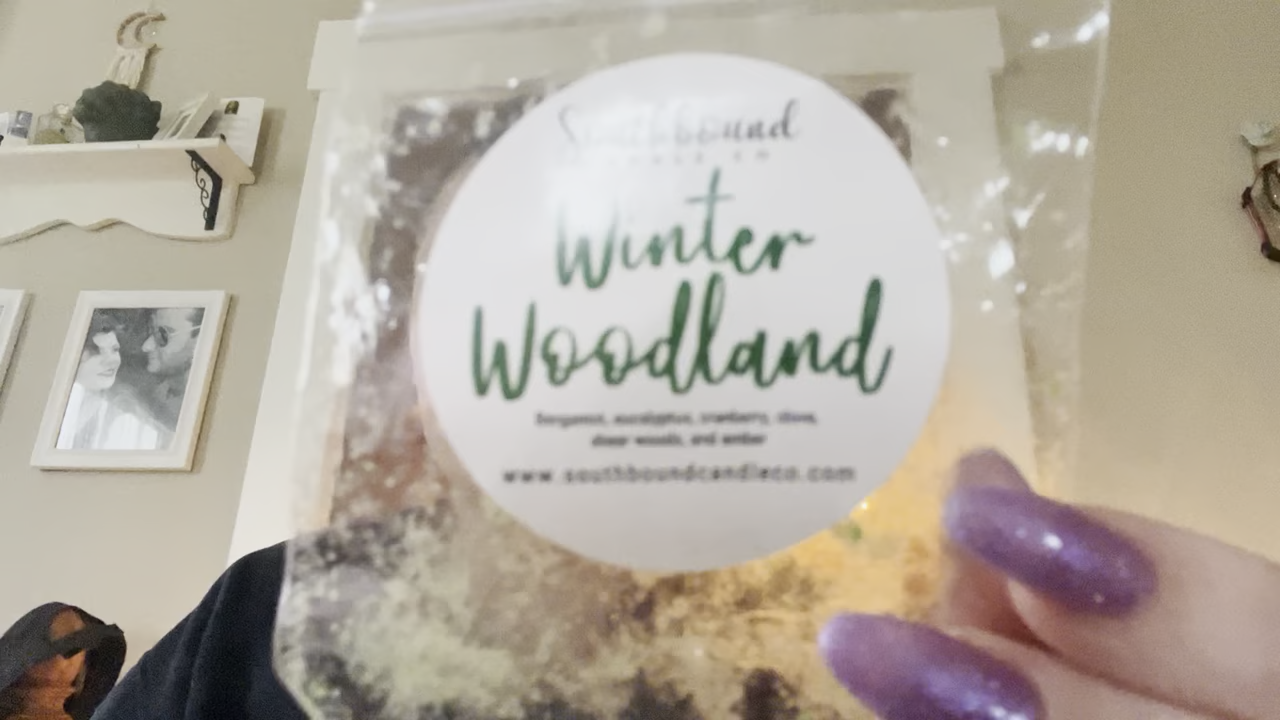 Southbound
Winter
Woodland
bergamot, eucalyptus, cranberry, clove,
sheer woods, and amber
www.southboundcandleco.com